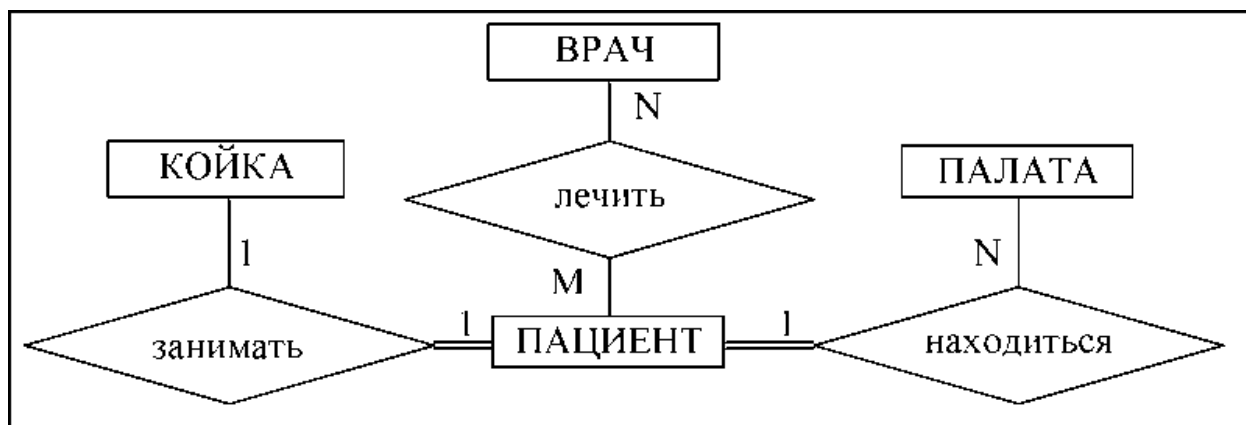 ВРАЧ
N
КОЙКА
лечить
ПАЛАТА
1
M
N
занимать
1
ПАЦИЕНТ
1
находиться